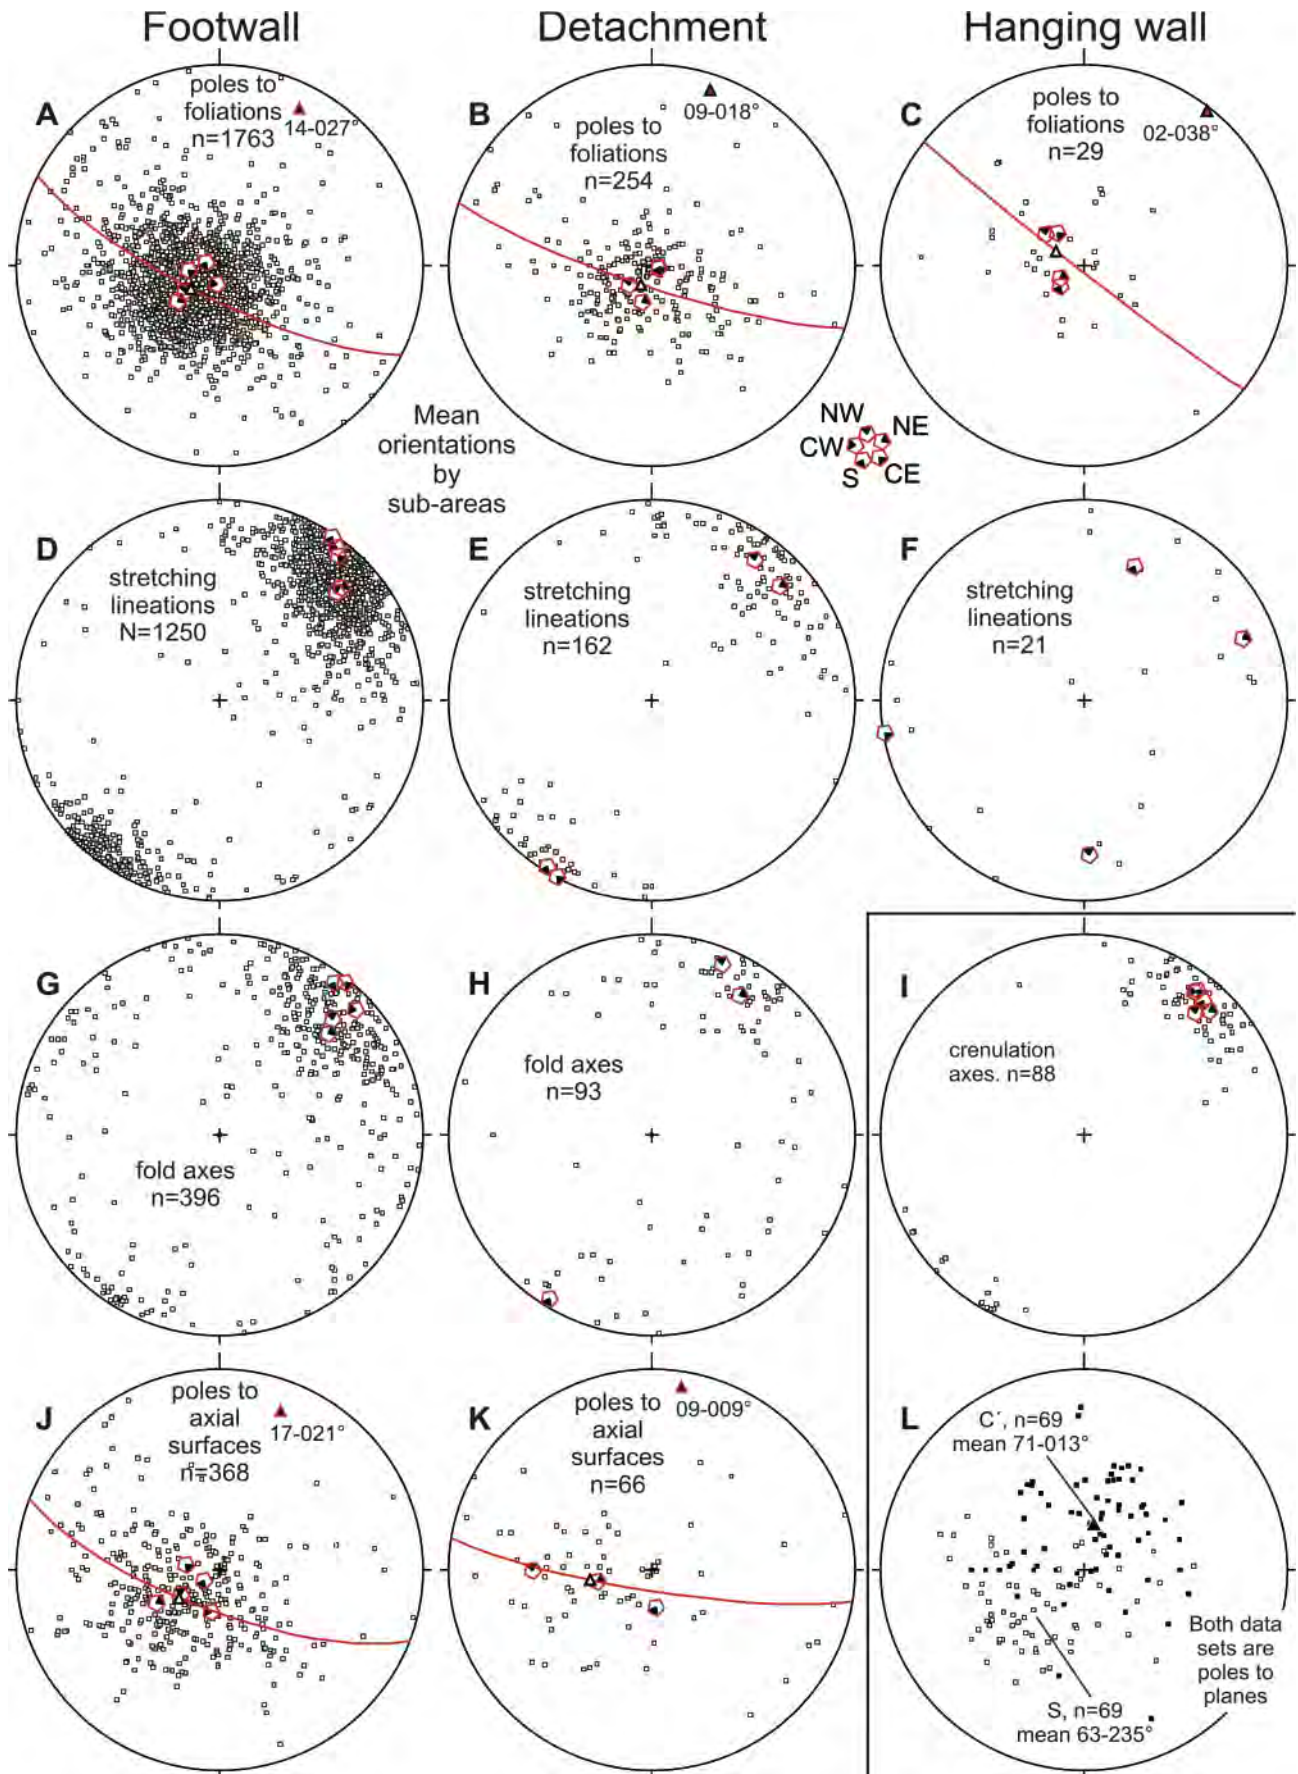 Footwall
Detachment
Hanging wall
A
poles to
foliations
n=1763
14-027°
B
poles to
foliations
n=254
09-018°
C
poles to
foliations
n=29
02-038°
Mean
orientations
by
sub-areas
NW
NE
CW
CE
S
D
stretching
lineations
N=1250
E
stretching
lineations
n=162
F
stretching
lineations
n=21
G
fold axes
n=396
H
fold axes
n=93
I
crenulation
axes. n=88
J
poles to
axial
surfaces
n=368
17-021°
K
poles to
axial
surfaces
n=66
09-009°
L
C´, n=69
mean 71-013°
Both data
sets are
poles to
planes
S, n=69
mean 63-235°